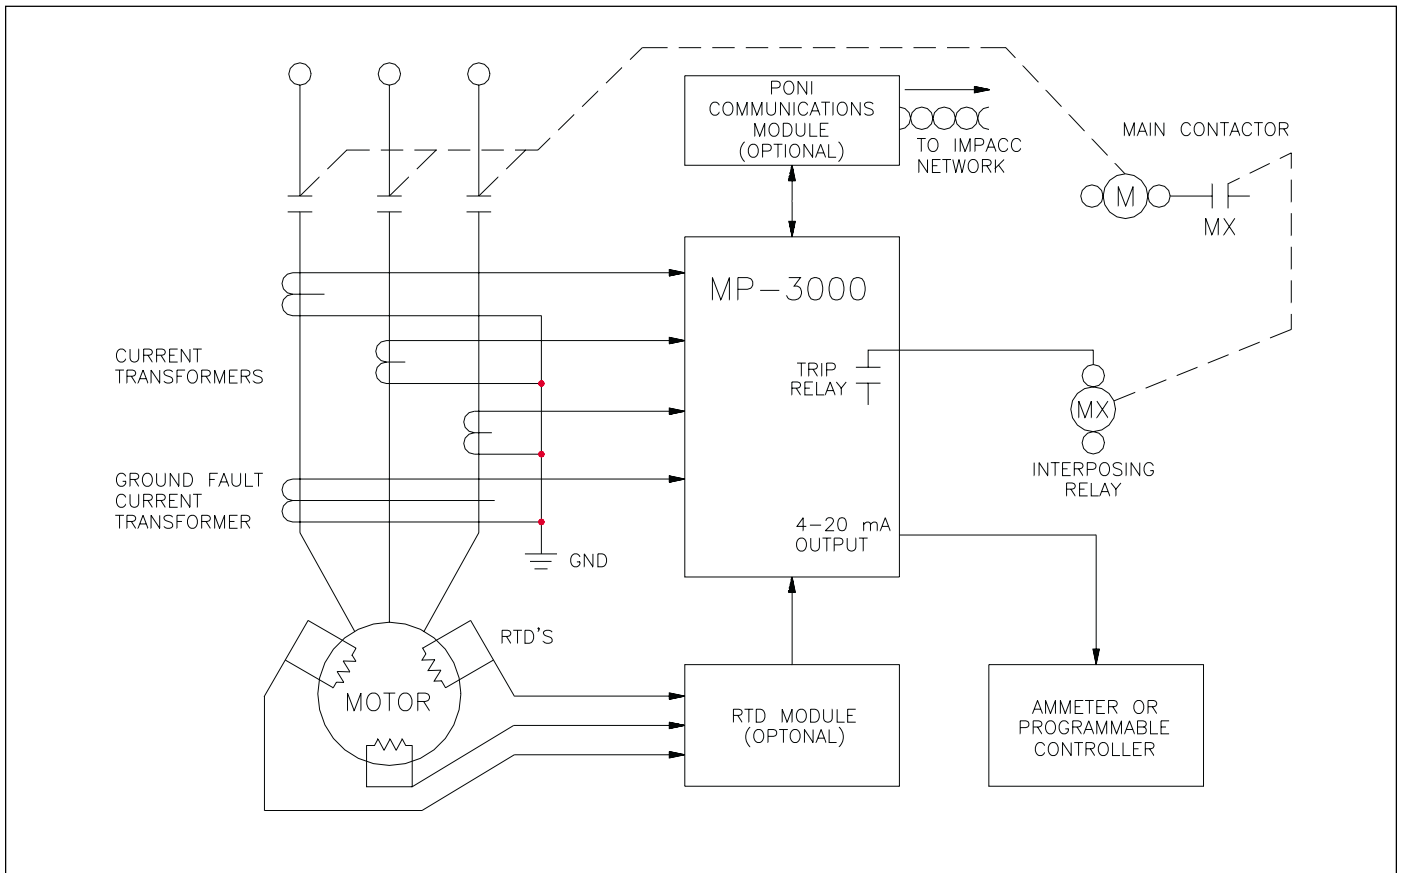 PONI
COMMUNICATIONS
MODULE
(OPTIONAL)
TO IMPACC
NETWORK
MAIN CONTACTOR
M
MX
MP-3000
CURRENT
TRANSFORMERS
TRIP
RELAY
MX
INTERPOSING
RELAY
GROUND FAULT
CURRENT
TRANSFORMER
4-20 mA
OUTPUT
GND
RTD'S
MOTOR
RTD MODULE
(OPTONAL)
AMMETER OR
PROGRAMMABLE
CONTROLLER